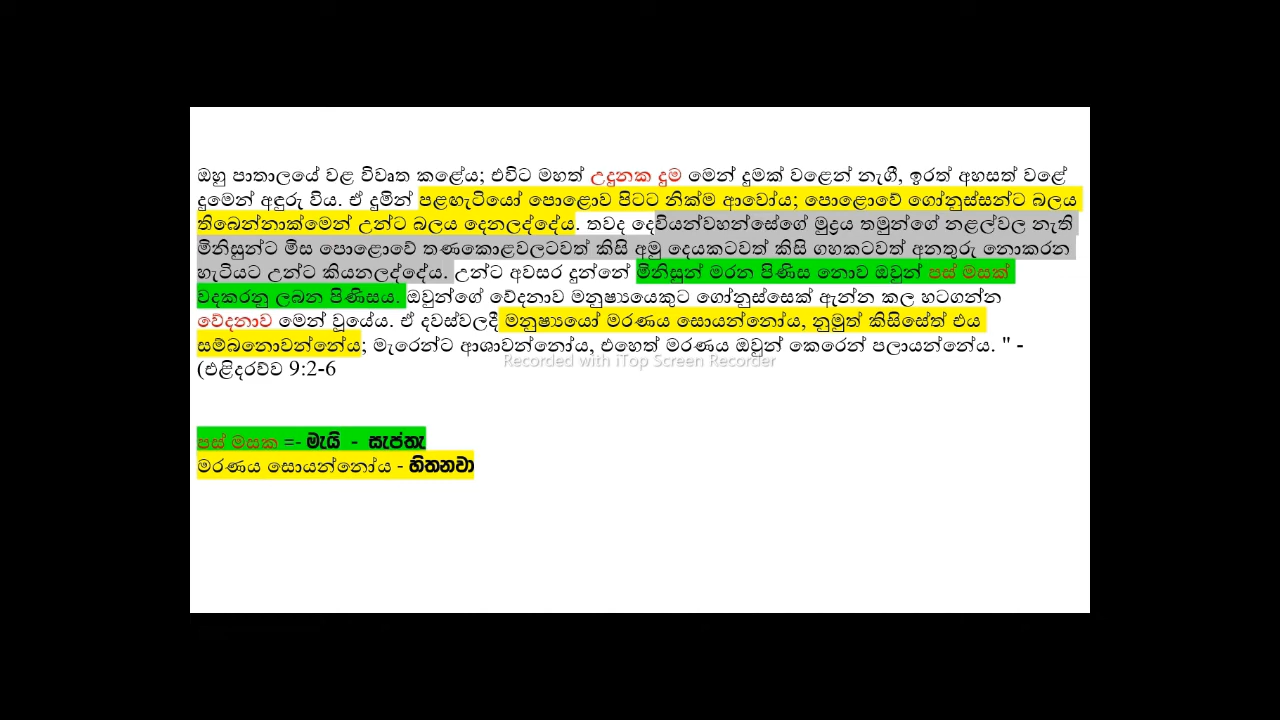 ඔහු පාතාලයේ වළ විවෘත කළේය; එවිට මහත් උදුනක දුම මෙන් දුමක් වළෙන් නැගී, ඉරත් අහසත් වළේ
දුමෙන් අඳුරු විය. ඒ දුමින් පළඟැටියෝ පොළොව පිටට නික්ම ආවෝය; පොළොවේ ගෝනුස්සන්ට බලය
තිබෙන්නාක්මෙන් උන්ට බලය දෙනලද්දේය. තවද දෙවියන්වහන්සේගේ මුද්‍රය තමුන්ගේ නළල්වල නැති
මිනිසුන්ට මිස පොළොවේ තණකොළවලටවත් කිසි අමු දෙයකටවත් කිසි ගහකටවත් අනතුරු නොකරන
හැටියට උන්ට කියනලද්දේය. උන්ට අවසර දුන්නේ මිනිසුන් මරන පිණිස නොව ඔවුන් පස් මසක්
වදකරනු ලබන පිණිසය. ඔවුන්ගේ වේදනාව මනුෂ්‍යයෙකුට ගෝනුස්සෙක් ඇන්න කල හටගන්න
වේදනාව මෙන් වූයේය. ඒ දවස්වලදී මනුෂ්‍යයෝ මරණය සොයන්නෝය, නුමුත් කිසිසේත් එය
සම්බනොවන්නේය; මැරෙන්ට ආශාවන්නෝය, එහෙත් මරණය ඔවුන් කෙරෙන් පලායන්නේය. " -
Recorded with iTop Screen Recorder
(එළිදරව්ව 9:2-6
පස් මසක =- මැයි - සැප්තැ
මරණය සොයන්නෝය - හිතනවා